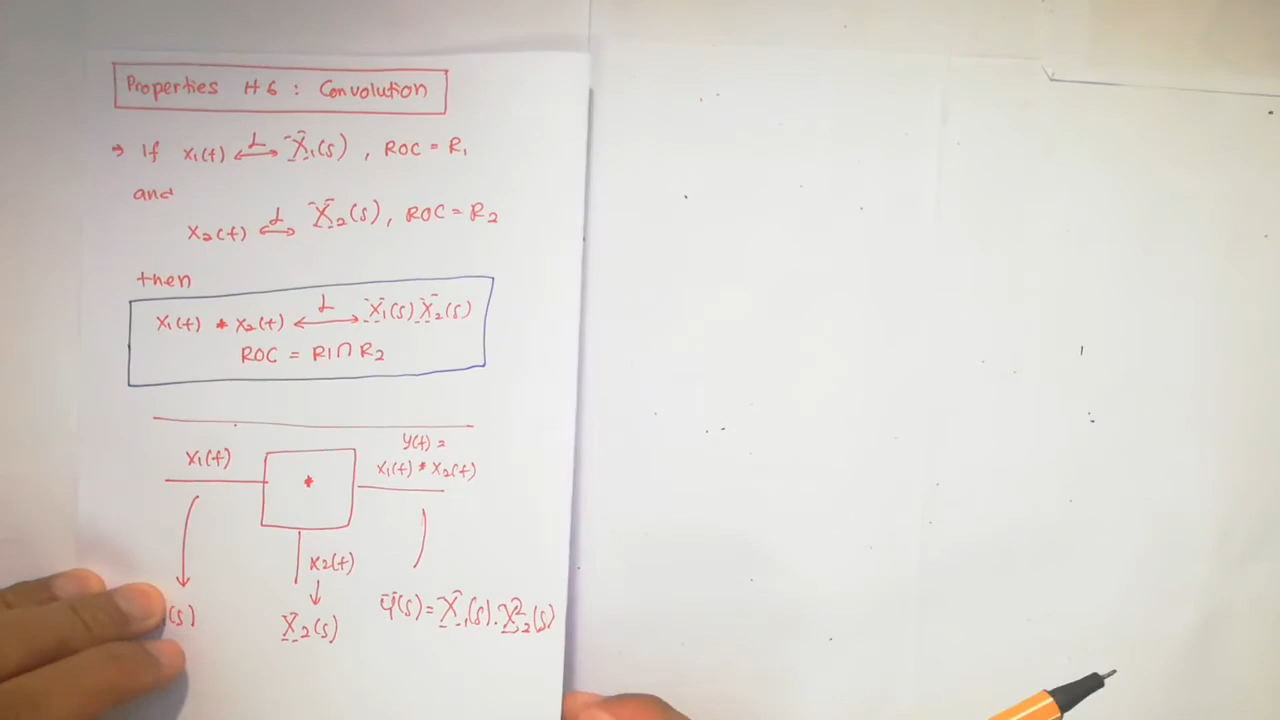 Properties #6 : Convolution
→ If x₁(t) ↔ᴸ X₁(s) , ROC = R₁
and
x₂(t) ↔ᴸ X₂(s), ROC = R₂
then
x₁(t) * x₂(t) ↔ᴸ X₁(s) X₂(s)
ROC = R1 ∩ R₂
y(t) =
x₁(t) * x₁(t) * x₂(t)
x₂(t)
(s)
X₂(s)
Y(s) = X₁(s) . X₂(s)